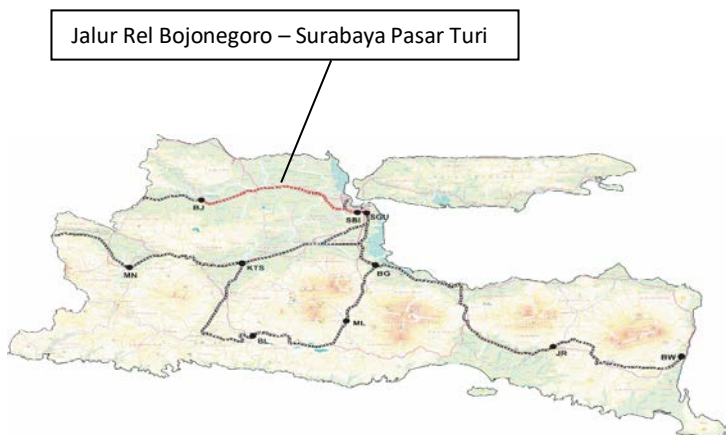 Jalur Rel Bojonegoro – Surabaya Pasar Turi
BJ
SBI
SGU
MN
KTS
BG
ML
BL
JR
BW